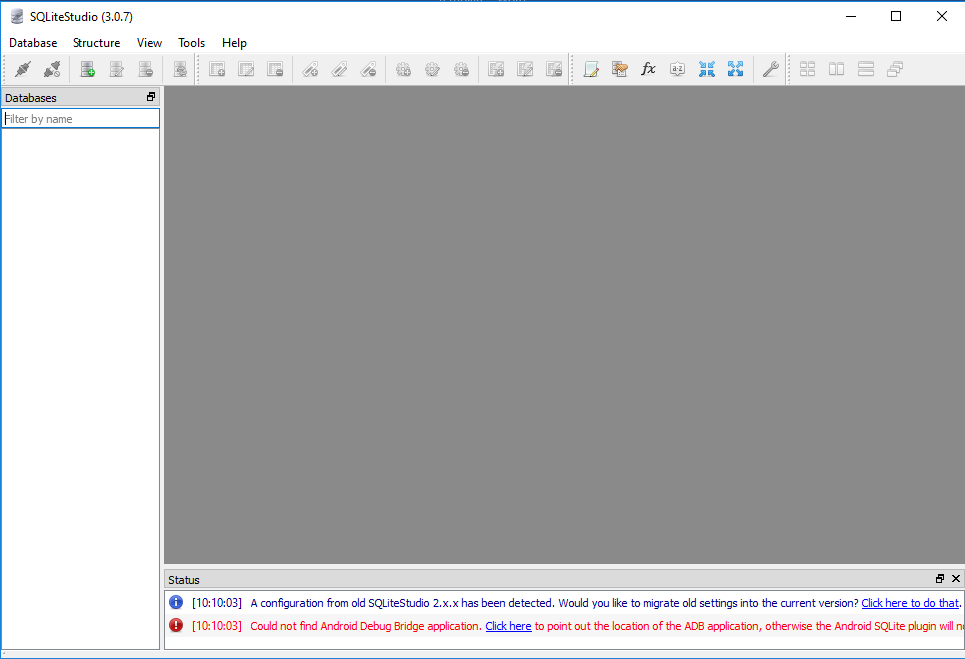 SQLiteStudio (3.0.7)
Database Structure View Tools Help
fx a-z
Databases
Filter by name
Status
[10:10:03] A configuration from old SQLiteStudio 2.x.x has been detected. Would you like to migrate old settings into the current version? Click here to do that.
[10:10:03] Could not find Android Debug Bridge application. Click here to point out the location of the ADB application, otherwise the Android SQLite plugin will